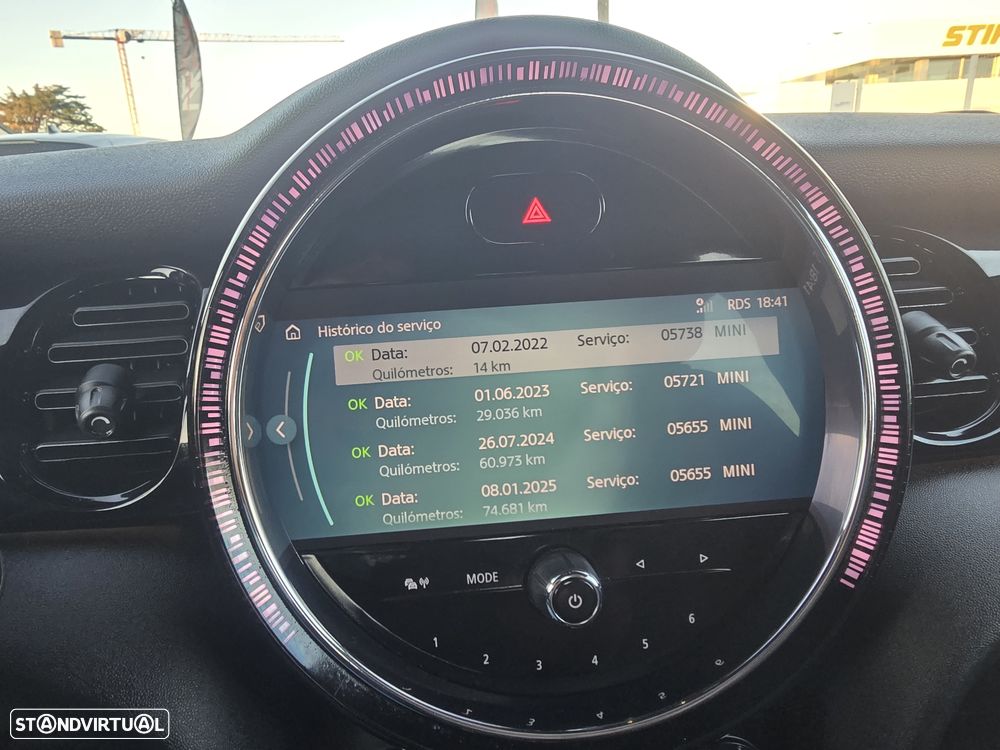 STIH
AIRBAG
RDS 18:41
Histórico do serviço
OK Data: 07.02.2022 Serviço: 05738 MINI
Quilómetros: 14 km
OK Data: 01.06.2023 Serviço: 05721 MINI
Quilómetros: 29.036 km
OK Data: 26.07.2024 Serviço: 05655 MINI
Quilómetros: 60.973 km
OK Data: 08.01.2025 Serviço: 05655 MINI
Quilómetros: 74.681 km
MODE
1 2 3 4 5 6
STANDVIRTUAL